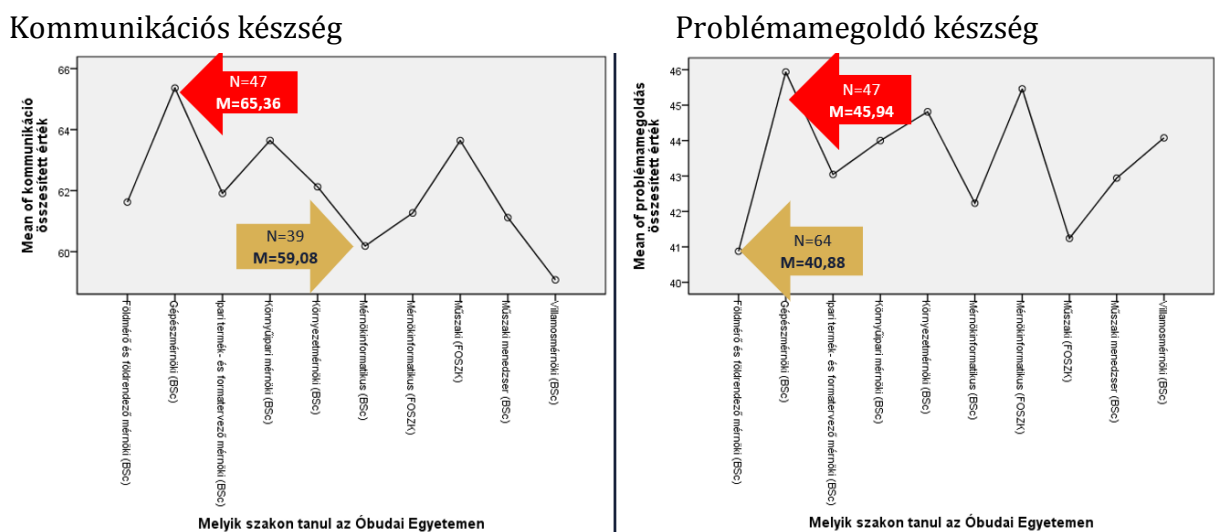 Kommunikációs készség
Mean of kommunikáció
összesített érték
66
64
62
60
N=47
M=65,36
N=39
M=59,08
Földmérő és földrendező mérnöki (BSc)
Gépészmérnöki (BSc)
Ipari termék- és formatervező mérnöki (BSc)
Könnyűipari mérnöki (BSc)
Környezetmérnöki (BSc)
Mérnökinformatikus (BSc)
Mérnökinformatikus (FOSZK)
Műszaki (FOSZK)
Műszaki menedzser (BSc)
Villamosmérnöki (BSc)
Melyik szakon tanul az Óbudai Egyetemen
Problémamegoldó készség
Mean of problémamegoldás
összesített érték
46
45
44
43
42
41
40
N=47
M=45,94
N=64
M=40,88
Földmérő és földrendező mérnöki (BSc)
Gépészmérnöki (BSc)
Ipari termék- és formatervező mérnöki (BSc)
Könnyűipari mérnöki (BSc)
Környezetmérnöki (BSc)
Mérnökinformatikus (BSc)
Mérnökinformatikus (FOSZK)
Műszaki (FOSZK)
Műszaki menedzser (BSc)
Villamosmérnöki (BSc)
Melyik szakon tanul az Óbudai Egyetemen